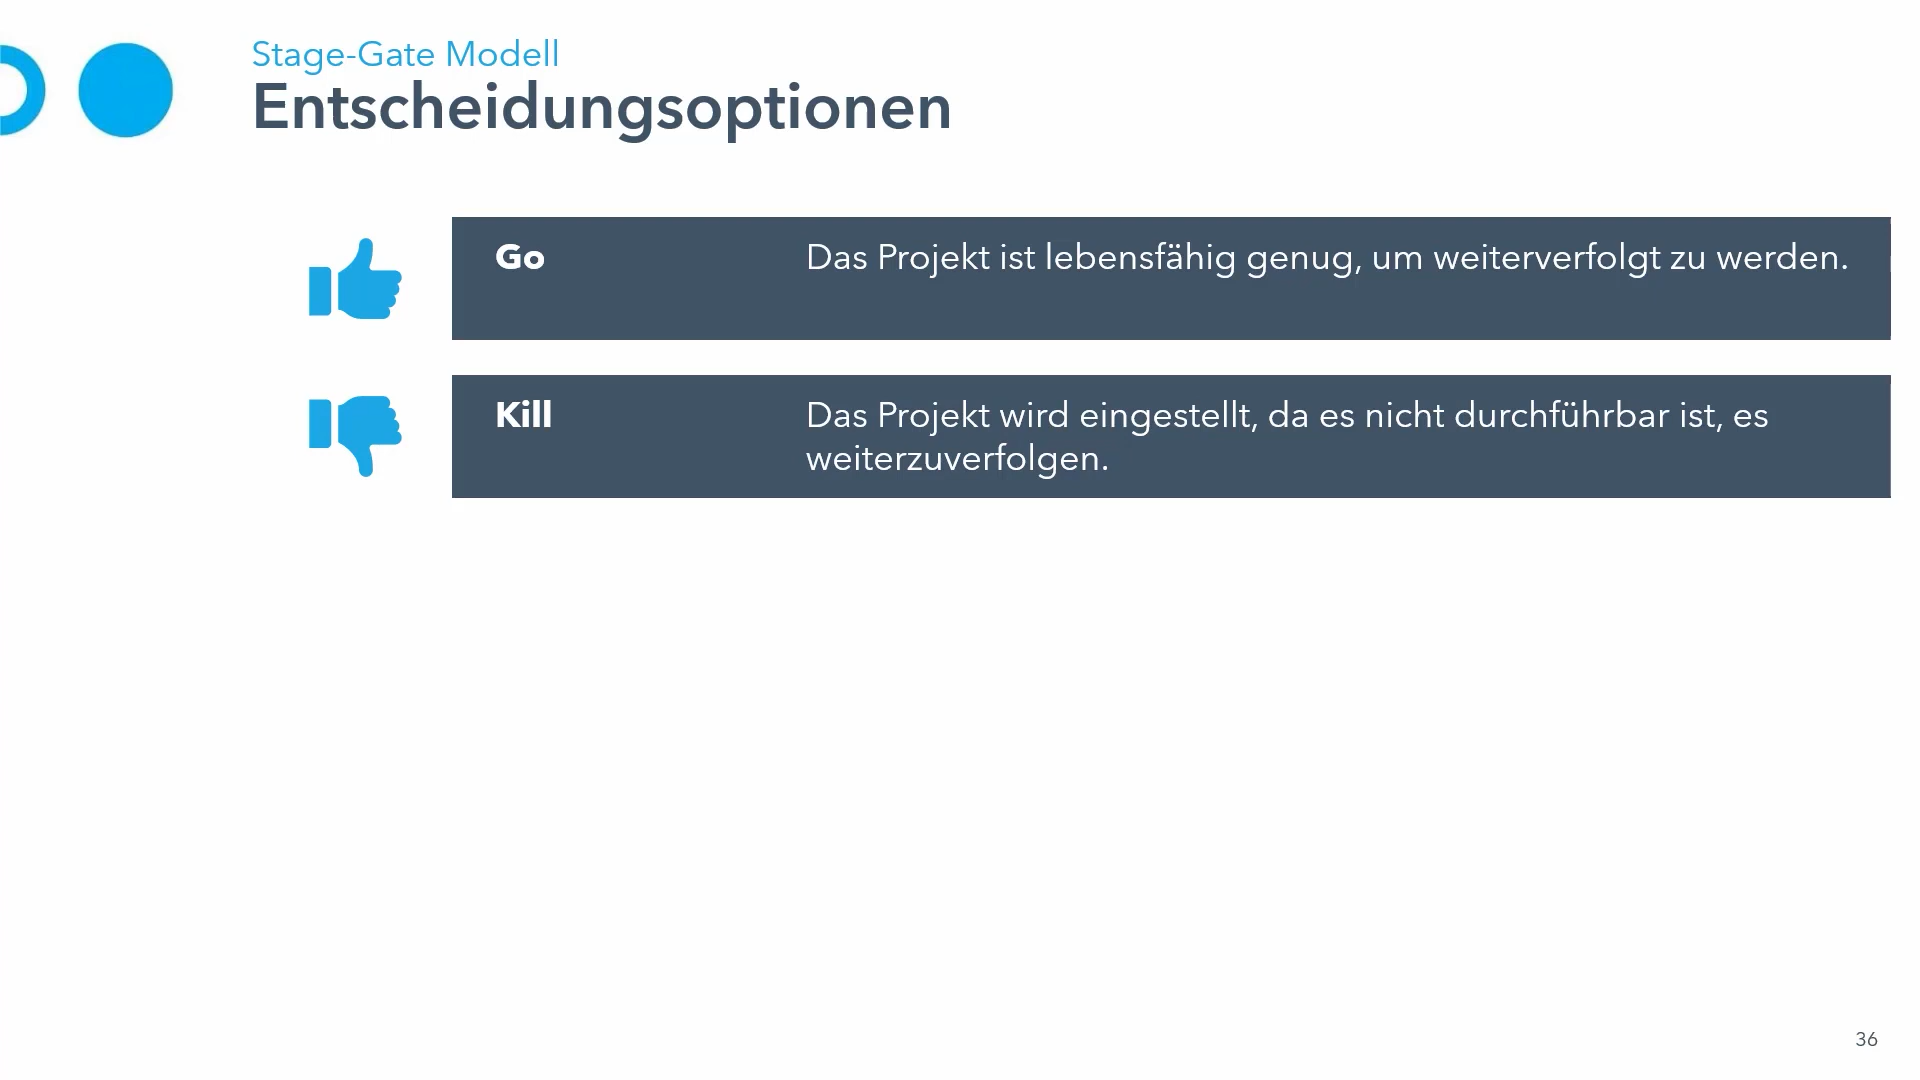 Stage-Gate Modell
Entscheidungsoptionen
Go
Das Projekt ist lebensfähig genug, um weiterverfolgt zu werden.
Kill
Das Projekt wird eingestellt, da es nicht durchführbar ist, es
weiterzuverfolgen.
36